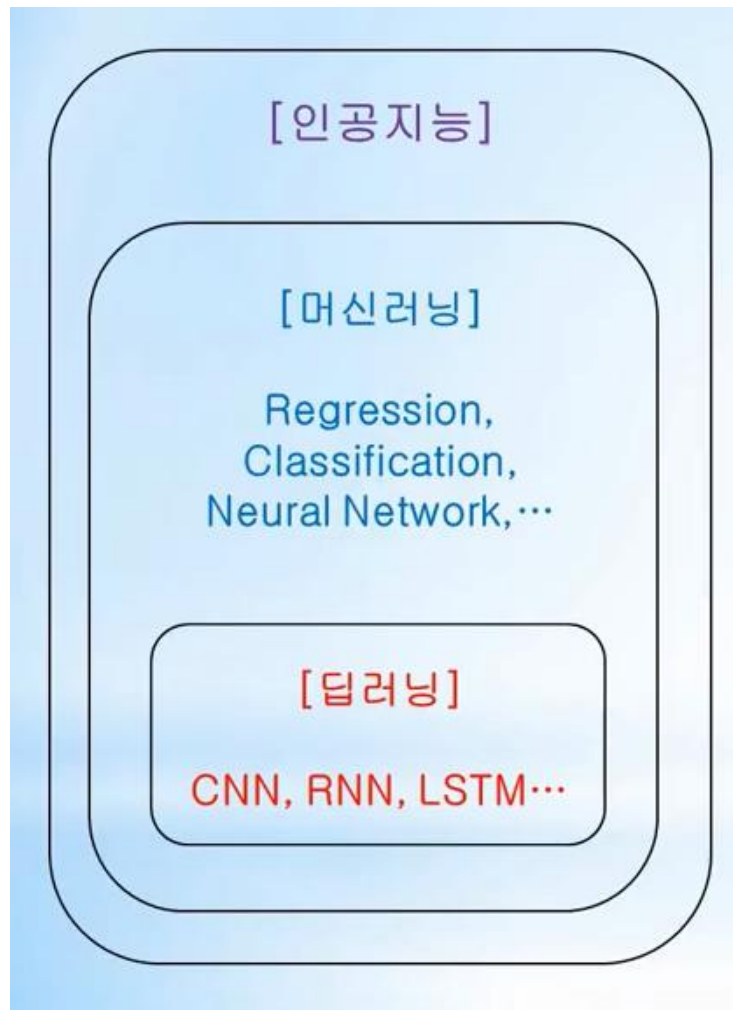 [인공지능]
[머신러닝]
Regression,
Classification,
Neural Network,⋯
[딥러닝]
CNN, RNN, LSTM⋯